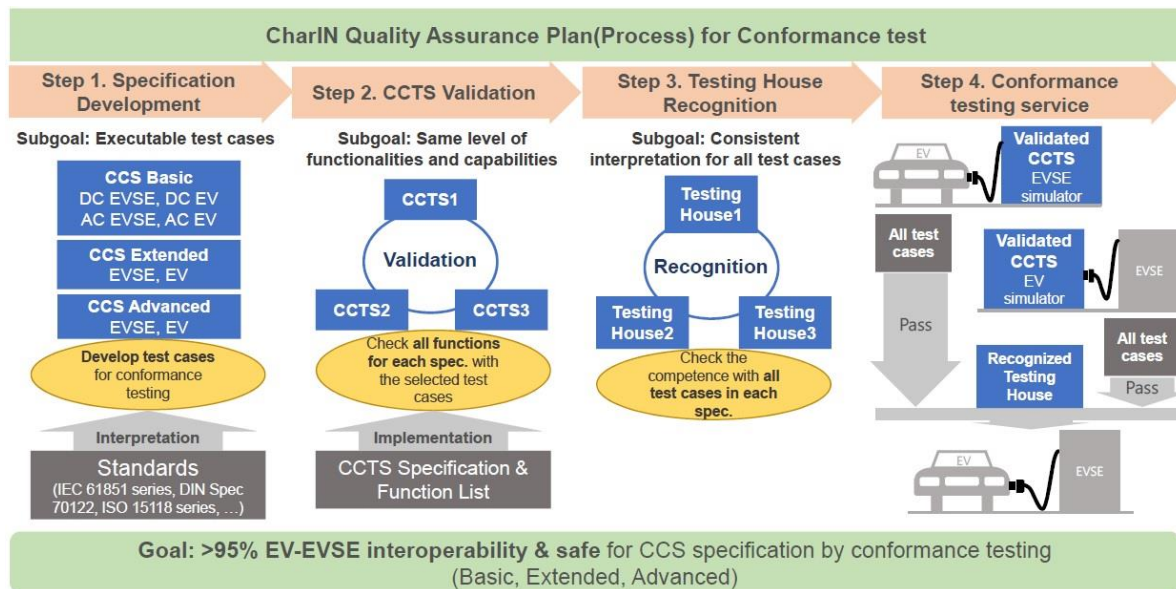 CharIN Quality Assurance Plan(Process) for Conformance test
Step 1. Specification
Development
Subgoal: Executable test cases
CCS Basic
DC EVSE, DC EV
AC EVSE, AC EV
CCS Extended
EVSE, EV
CCS Advanced
EVSE, EV
Develop test cases
for conformance
testing
Interpretation
Standards
(IEC 61851 series, DIN Spec
70122, ISO 15118 series, …)
Step 2. CCTS Validation
Subgoal: Same level of
functionalities and capabilities
CCTS1
Validation
CCTS2
CCTS3
Check all functions
for each spec. with
the selected test
cases
Implementation
CCTS Specification &
Function List
Step 3. Testing House
Recognition
Subgoal: Consistent
interpretation for all test cases
Testing
House1
Recognition
Testing
House2
Testing
House3
Check the
competence with all
test cases in each
spec.
Step 4. Conformance
testing service
EV
Validated
CCTS
EVSE
simulator
All test
cases
Pass
Validated
CCTS
EV
simulator
EVSE
All test
cases
Pass
Recognized
Testing
House
EV
EVSE
Goal: >95% EV-EVSE interoperability & safe for CCS specification by conformance testing
(Basic, Extended, Advanced)